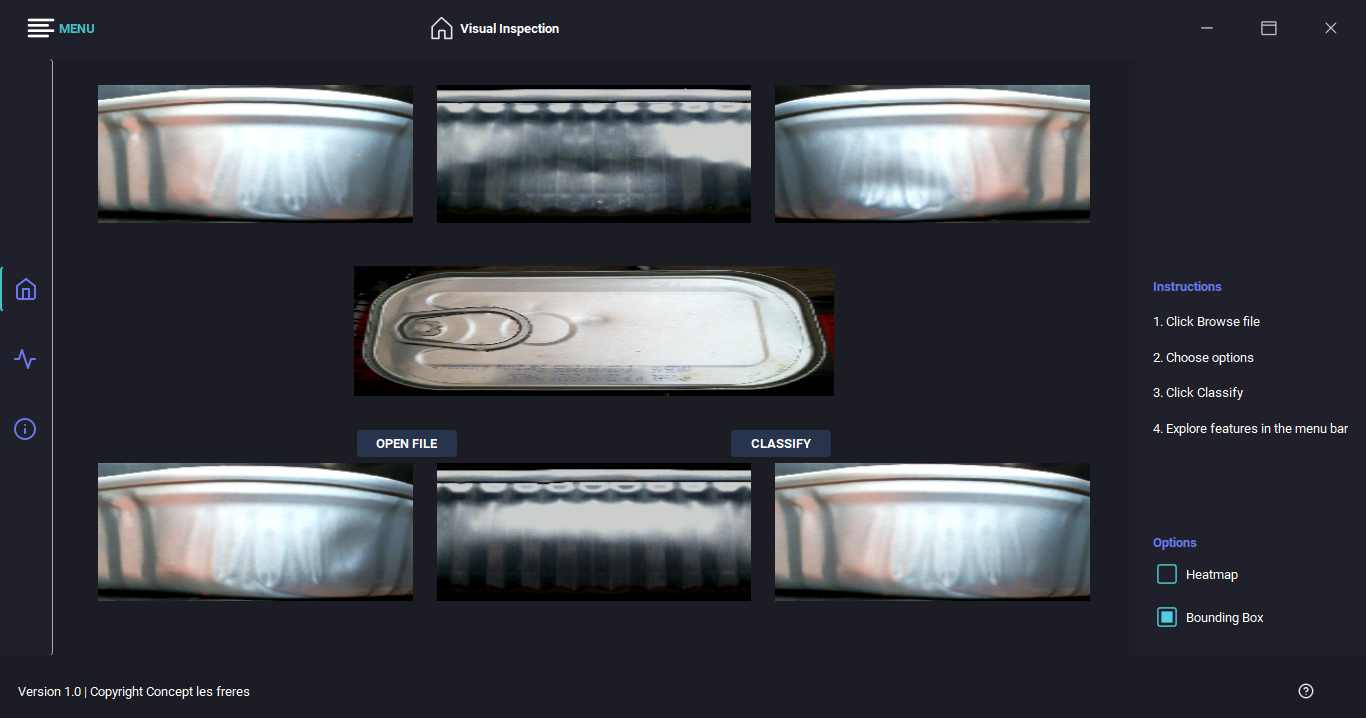 MENU
Visual Inspection
OPEN FILE
CLASSIFY
Instructions
1. Click Browse file
2. Choose options
3. Click Classify
4. Explore features in the menu bar
Options
Heatmap
Bounding Box
Version 1.0 | Copyright Concept les freres